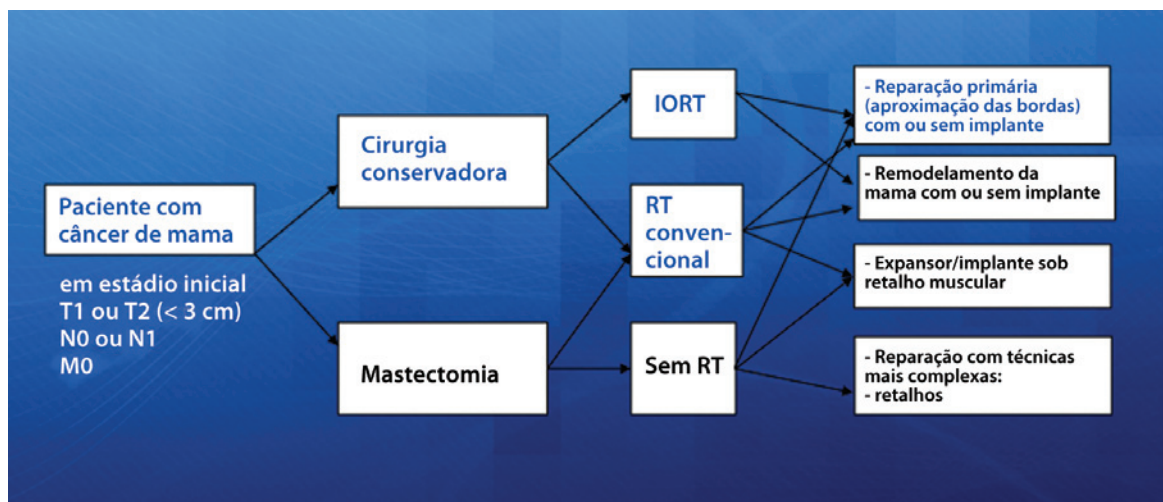 Paciente com
câncer de mama
em estádio inicial
T1 ou T2 (< 3 cm)
N0 ou N1
M0
Cirurgia
conservadora
Mastectomia
IORT
RT
conven-
cional
Sem RT
- Reparação primária
(aproximação das bordas)
com ou sem implante
- Remodelamento da
mama com ou sem implante
- Expansor/implante sob
retalho muscular
- Reparação com técnicas
mais complexas:
- retalhos